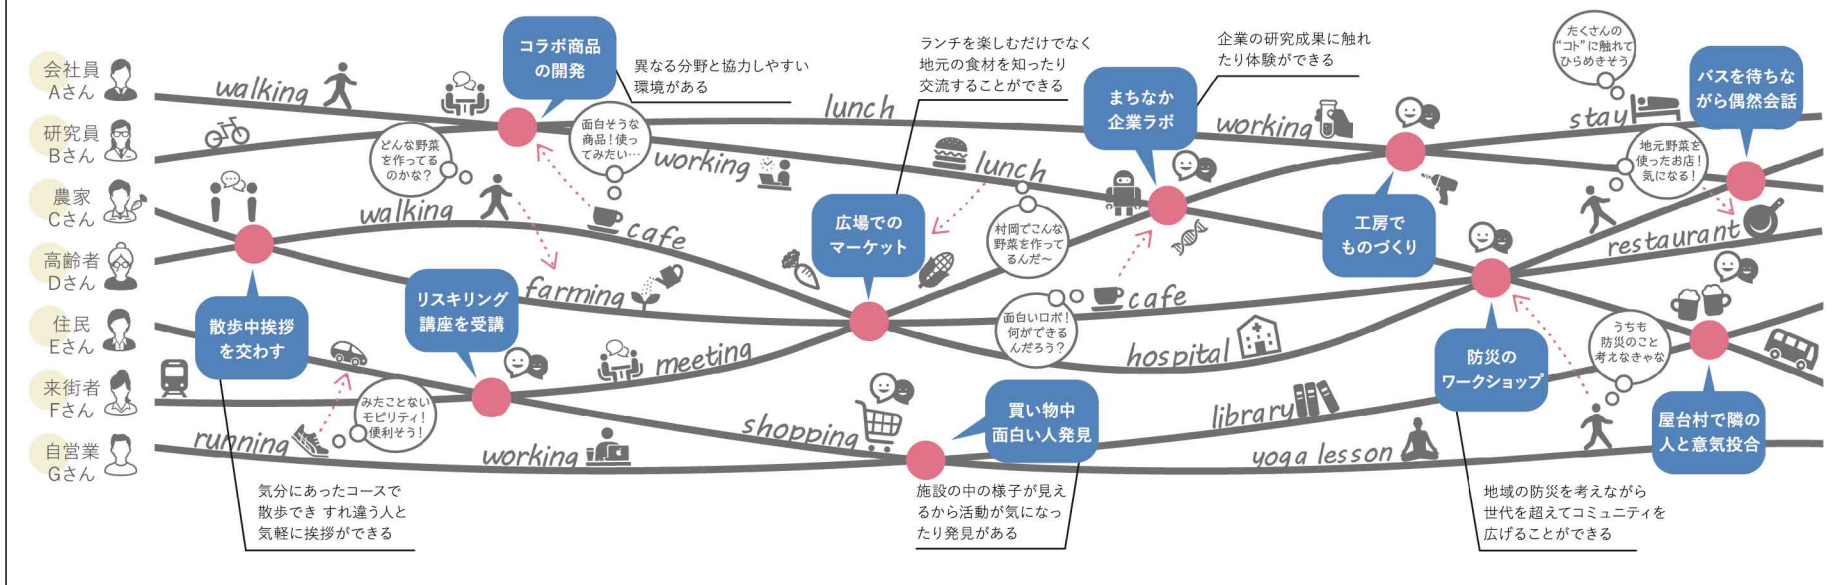 会社員
Aさん
研究員
Bさん
農家
Cさん
高齢者
Dさん
住民
Eさん
来街者
Fさん
自営業
Gさん
walking
コラボ商品
の開発
異なる分野と協力しやすい
環境がある
どんな野菜
を作ってる
のかな?
面白そうな
商品!使っ
てみたい…
working
walking
cafe
farming
散歩中挨拶
を交わす
リスキリング
講座を受講
meeting
みたことない
モビリティ!
便利そう!
running
working
気分にあったコースで
散歩でき すれ違う人と
気軽に挨拶ができる
lunch
ランチを楽しむだけでなく
地元の食材を知ったり
交流することができる
lunch
広場での
マーケット
村岡でこんな
野菜を作って
るんだ~
まちなか
企業ラボ
企業の研究成果に触れ
たり体験ができる
working
cafe
面白いロボ!
何ができる
んだろう?
hospital
shopping
買い物中
面白い人発見
施設の中の様子が見え
るから活動が気になっ
たり発見がある
library
yoga lesson
工房で
ものづくり
たくさんの
“コト”に触れて
ひらめきそう
stay
バスを待ちな
がら偶然会話
地元野菜を
使ったお店!
気になる!
restaurant
防災の
ワークショップ
うちも
防災のこと
考えなきゃな
屋台村で隣の
人と意気投合
地域の防災を考えながら
世代を超えてコミュニティを
広げることができる